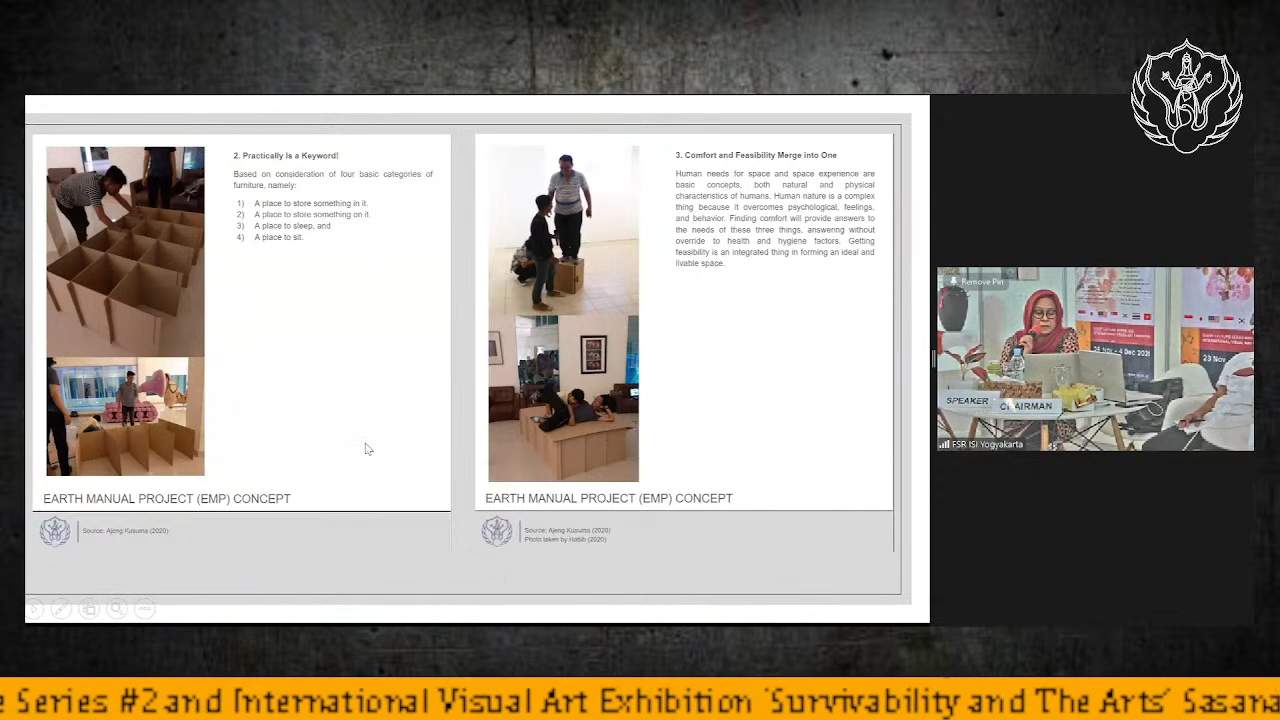 2. Practically Is a Keyword!
Based on consideration of four basic categories of
furniture, namely:
1) A place to store something in it.
2) A place to store something on it.
3) A place to sleep, and
4) A place to sit.
EARTH MANUAL PROJECT (EMP) CONCEPT
Source: Ajeng Kusuma (2020)
3. Comfort and Feasibility Merge into One
Human needs for space and space experience are
basic concepts, both natural and physical
characteristics of humans. Human nature is a complex
thing because it overcomes psychological, feelings,
and behavior. Finding comfort will provide answers to
the needs of these three things, answering without
override to health and hygiene factors. Getting
feasibility is an integrated thing in forming an ideal and
livable space.
EARTH MANUAL PROJECT (EMP) CONCEPT
Source: Ajeng Kusuma (2020)
Photo taken by Habib (2020)
Remove Pin
4 Dec 2021
23 Nov
SPEAKER
CHAIRMAN
FSR ISI Yogyakarta
e Series #2 and International Visual Art Exhibition 'Survivability and The Arts' Sasana